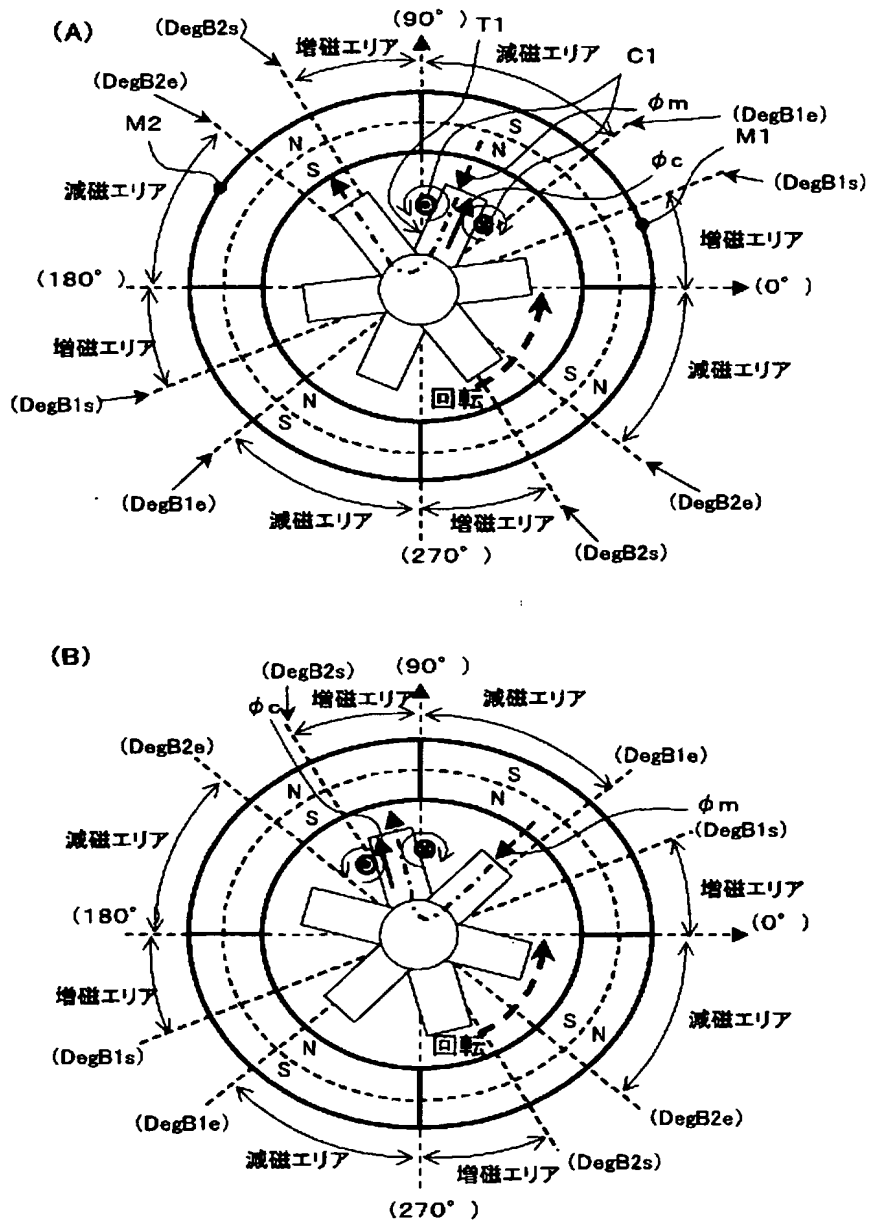 (A)
(90°)
T1
(DegB2s)
増磁エリア
減磁エリア
C1
(DegB2e)
φm
(DegB1e)
M2
M1
S
N
N
S
φc
(DegB1s)
減磁エリア
増磁エリア
(180°)
(0°)
増磁エリア
減磁エリア
回転
(DegB1s)
N
S
S
N
(DegB1e)
(DegB2e)
減磁エリア
増磁エリア
(270°)
(DegB2s)
(B)
(DegB2s)
(90°)
φc
増磁エリア
減磁エリア
(DegB2e)
(DegB1e)
S
N
N
S
φm
(DegB1s)
減磁エリア
増磁エリア
(180°)
(0°)
増磁エリア
減磁エリア
回転
(DegB1s)
N
S
S
N
(DegB1e)
(DegB2e)
減磁エリア
増磁エリア
(DegB2s)
(270°)